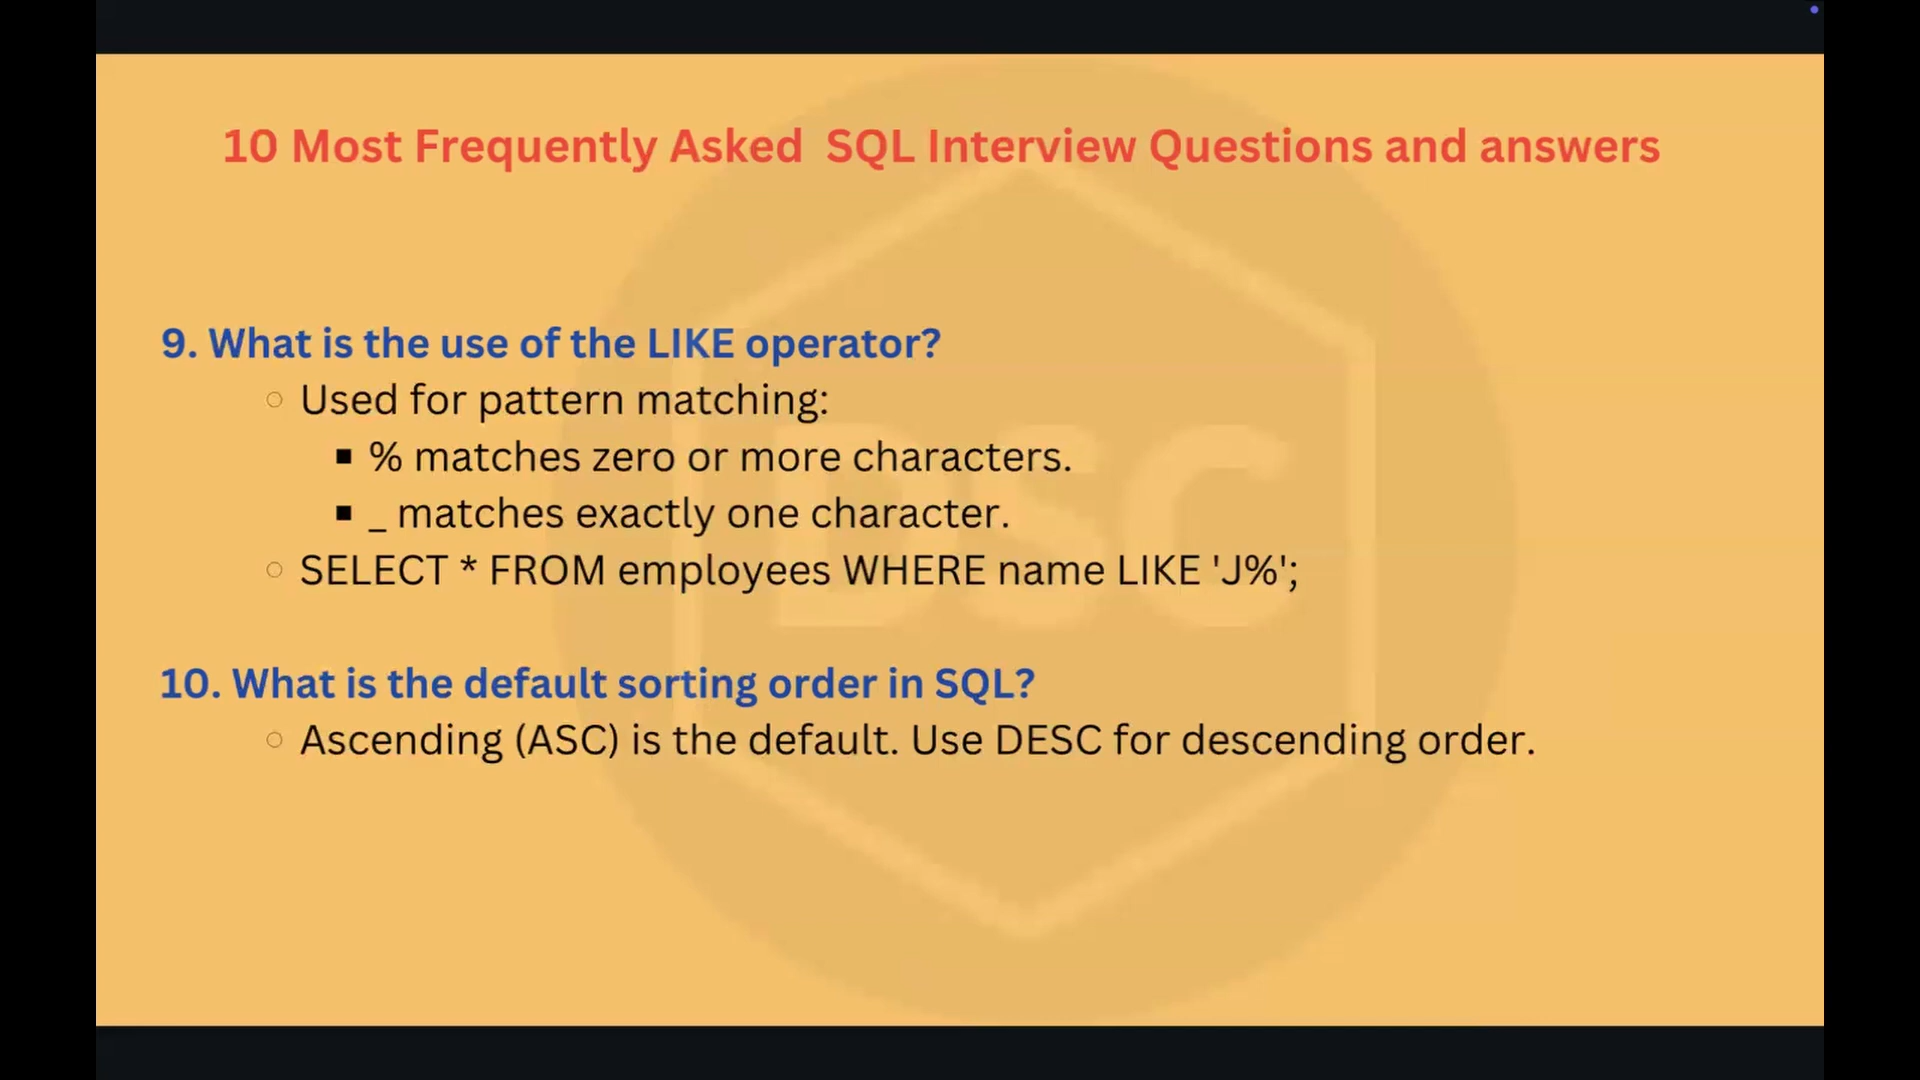 10 Most Frequently Asked SQL Interview Questions and answers
9. What is the use of the LIKE operator?
○ Used for pattern matching:
▪ % matches zero or more characters.
▪ _ matches exactly one character.
○ SELECT * FROM employees WHERE name LIKE 'J%';
10. What is the default sorting order in SQL?
○ Ascending (ASC) is the default. Use DESC for descending order.
DSC